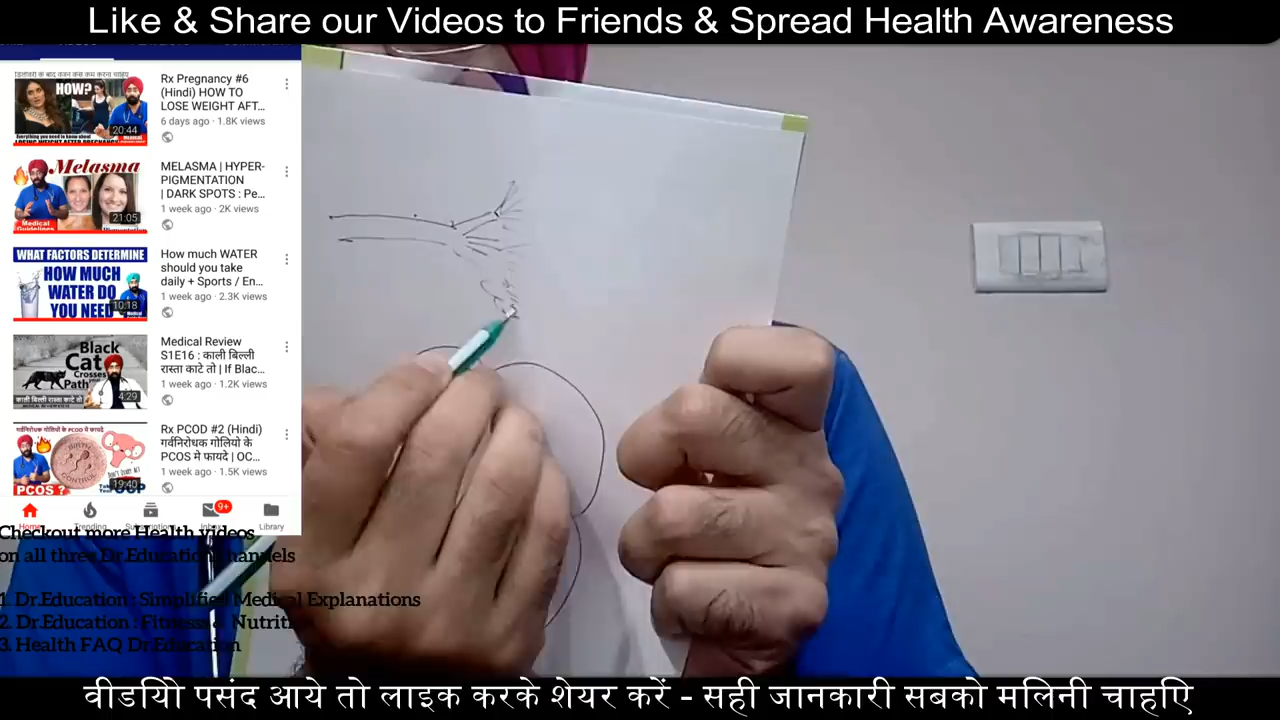 Like & Share our Videos to Friends & Spread Health Awareness
HOW?
20:44
Rx Pregnancy #6
(Hindi) HOW TO
LOSE WEIGHT AFT...
6 days ago · 1.8K views
Melasma
Medical
Guidelines
21:05
MELASMA | HYPER-
PIGMENTATION
| DARK SPOTS : Pe...
1 week ago · 2K views
WHAT FACTORS DETERMINE
HOW MUCH
WATER DO
YOU NEED
10:18
How much WATER
should you take
daily + Sports / En...
1 week ago · 2.3K views
Black
Cat
Crosses
Path
काली बिल्ली रास्ता काटे तो
4:29
Medical Review
S1E16 : काली बिल्ली
रास्ता काटे तो | If Blac...
1 week ago · 1.2K views
BIRTH
CONTROL
PCOS ?
19:40
Rx PCOD #2 (Hindi)
गर्वनिरोधक गोलियो के
PCOS मे फायदे | OC...
1 week ago · 1.5K views
9+
Home
Trending
Library
Checkout more Health videos
on all three Dr.Education Channels
1. Dr.Education : Simplified Medical Explanations
2. Dr.Education : Fitness & Nutrition
3. Health FAQ Dr.Education
वीडियो पसंद आये तो लाइक करके शेयर करें - सही जानकारी सबको मिलनी चाहिए